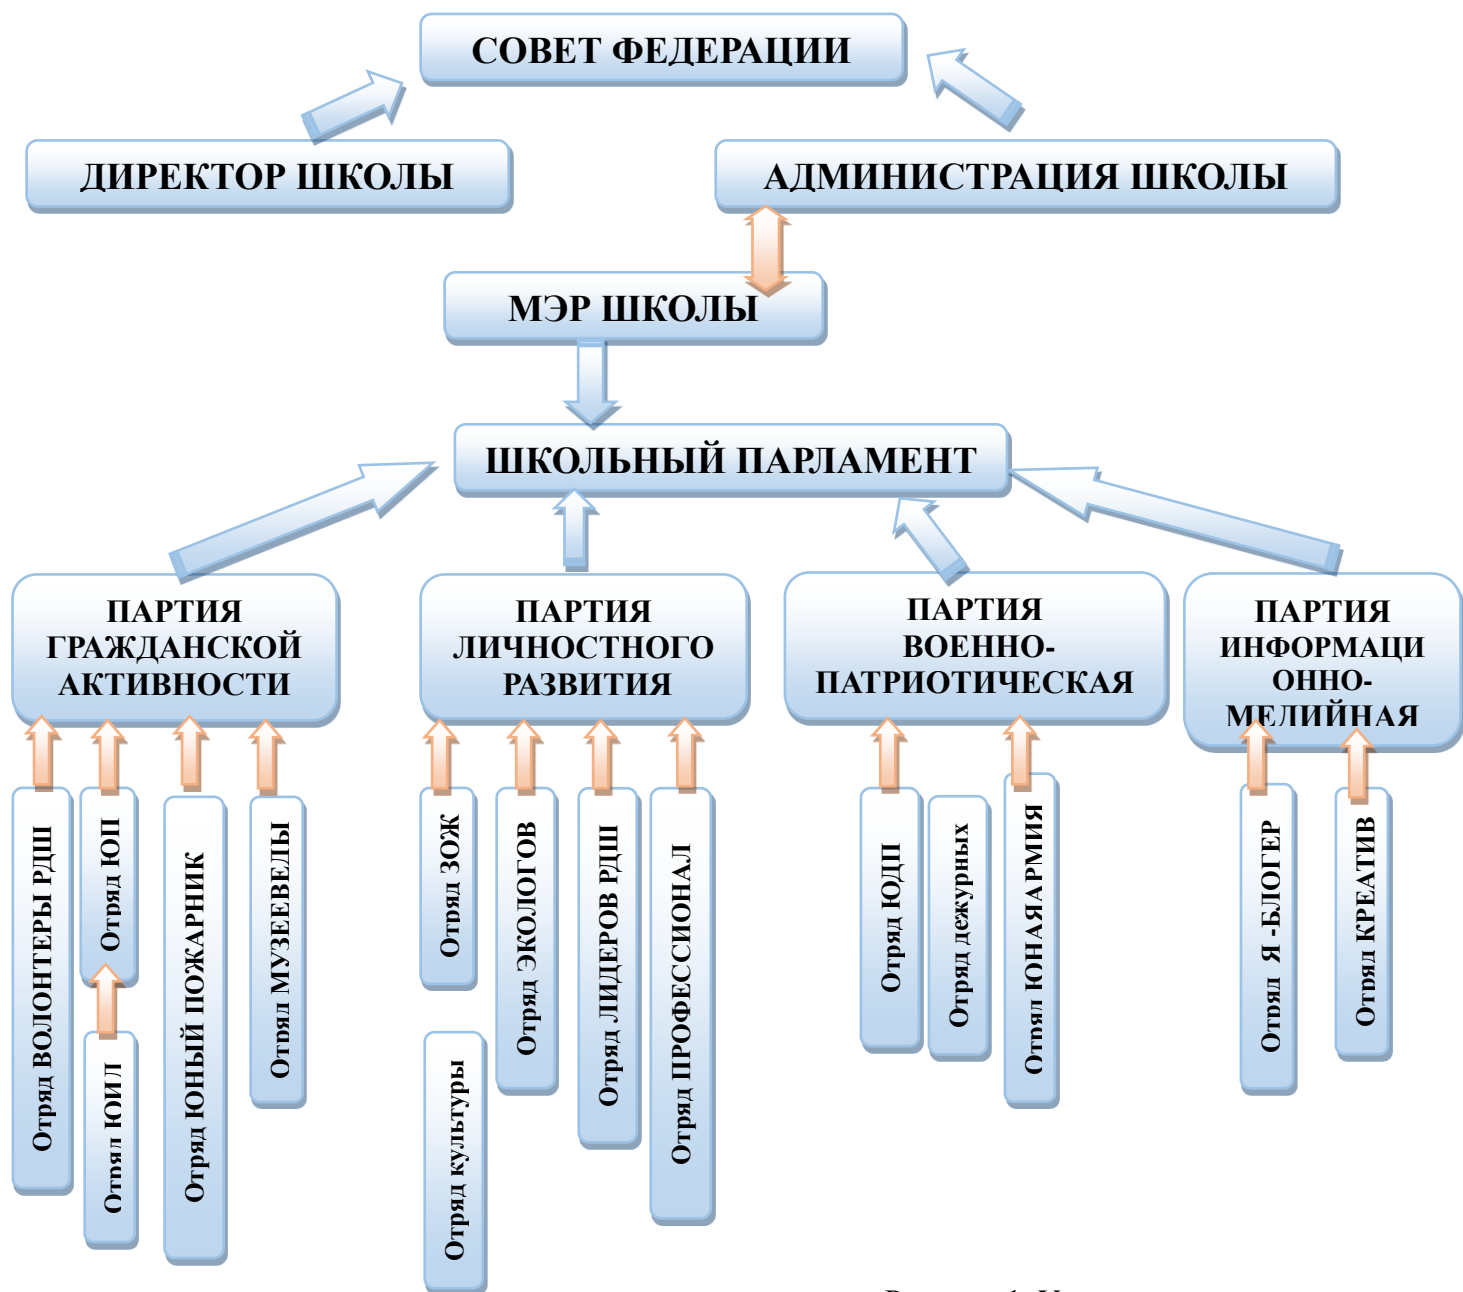 СОВЕТ ФЕДЕРАЦИИ
ДИРЕКТОР ШКОЛЫ
АДМИНИСТРАЦИЯ ШКОЛЫ
МЭР ШКОЛЫ
ШКОЛЬНЫЙ ПАРЛАМЕНТ
ПАРТИЯ
ГРАЖДАНСКОЙ
АКТИВНОСТИ
ПАРТИЯ
ЛИЧНОСТНОГО
РАЗВИТИЯ
ПАРТИЯ
ВОЕННО-
ПАТРИОТИЧЕСКАЯ
ПАРТИЯ
ИНФОРМАЦИ
ОННО-
МЕДИЙНАЯ
Отряд ВОЛОНТЕРЫ РДШ
Отряд ЮП
Отряд ЮИД
Отряд ЮНЫЙ ПОЖАРНИК
Отряд МУЗЕЕВЕДЫ
Отряд ЗОЖ
Отряд культуры
Отряд ЭКОЛОГОВ
Отряд ЛИДЕРОВ РДШ
Отряд ПРОФЕССИОНАЛ
Отряд ЮДП
Отряд дежурных
Отряд ЮНАЯАРМИЯ
Отряд Я -БЛОГЕР
Отряд КРЕАТИВ